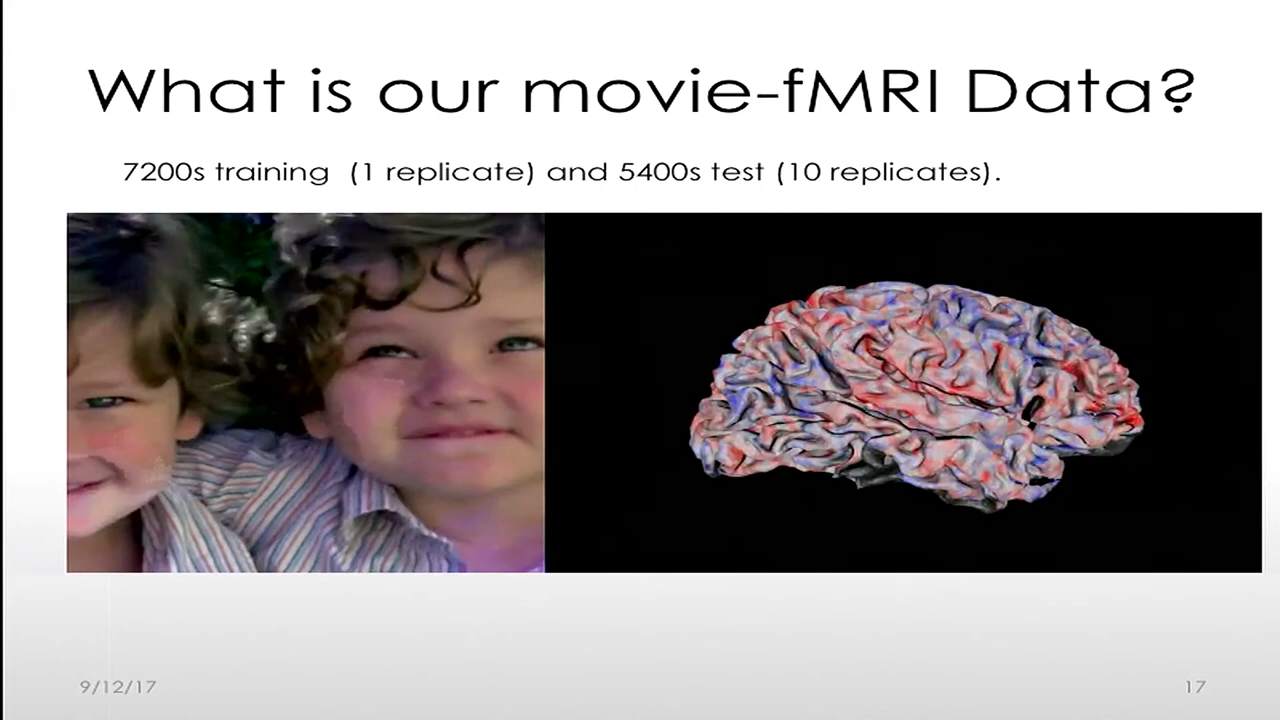 What is our movie-fMRI Data?
7200s training (1 replicate) and 5400s test (10 replicates).
9/12/17
17